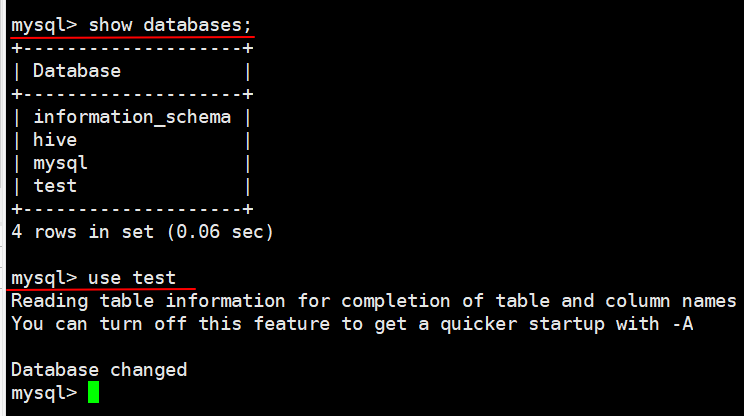 mysql> show databases;
+--------------------+
| Database           |
+--------------------+
| information_schema |
| hive               |
| mysql              |
| test               |
+--------------------+
4 rows in set (0.06 sec)

mysql> use test
Reading table information for completion of table and column names
You can turn off this feature to get a quicker startup with -A

Database changed
mysql>